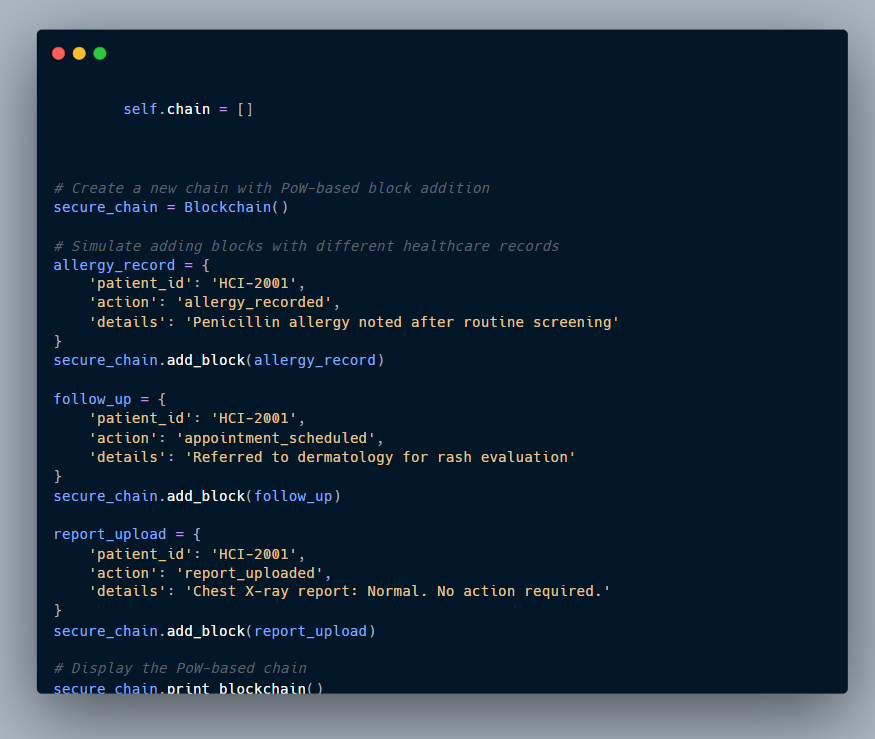 self.chain = []
# Create a new chain with PoW-based block addition
secure_chain = Blockchain()
# Simulate adding blocks with different healthcare records
allergy_record = {
    'patient_id': 'HCI-2001',
    'action': 'allergy_recorded',
    'details': 'Penicillin allergy noted after routine screening'
}
secure_chain.add_block(allergy_record)
follow_up = {
    'patient_id': 'HCI-2001',
    'action': 'appointment_scheduled',
    'details': 'Referred to dermatology for rash evaluation'
}
secure_chain.add_block(follow_up)
report_upload = {
    'patient_id': 'HCI-2001',
    'action': 'report_uploaded',
    'details': 'Chest X-ray report: Normal. No action required.'
}
secure_chain.add_block(report_upload)
# Display the PoW-based chain
secure_chain.print_blockchain()